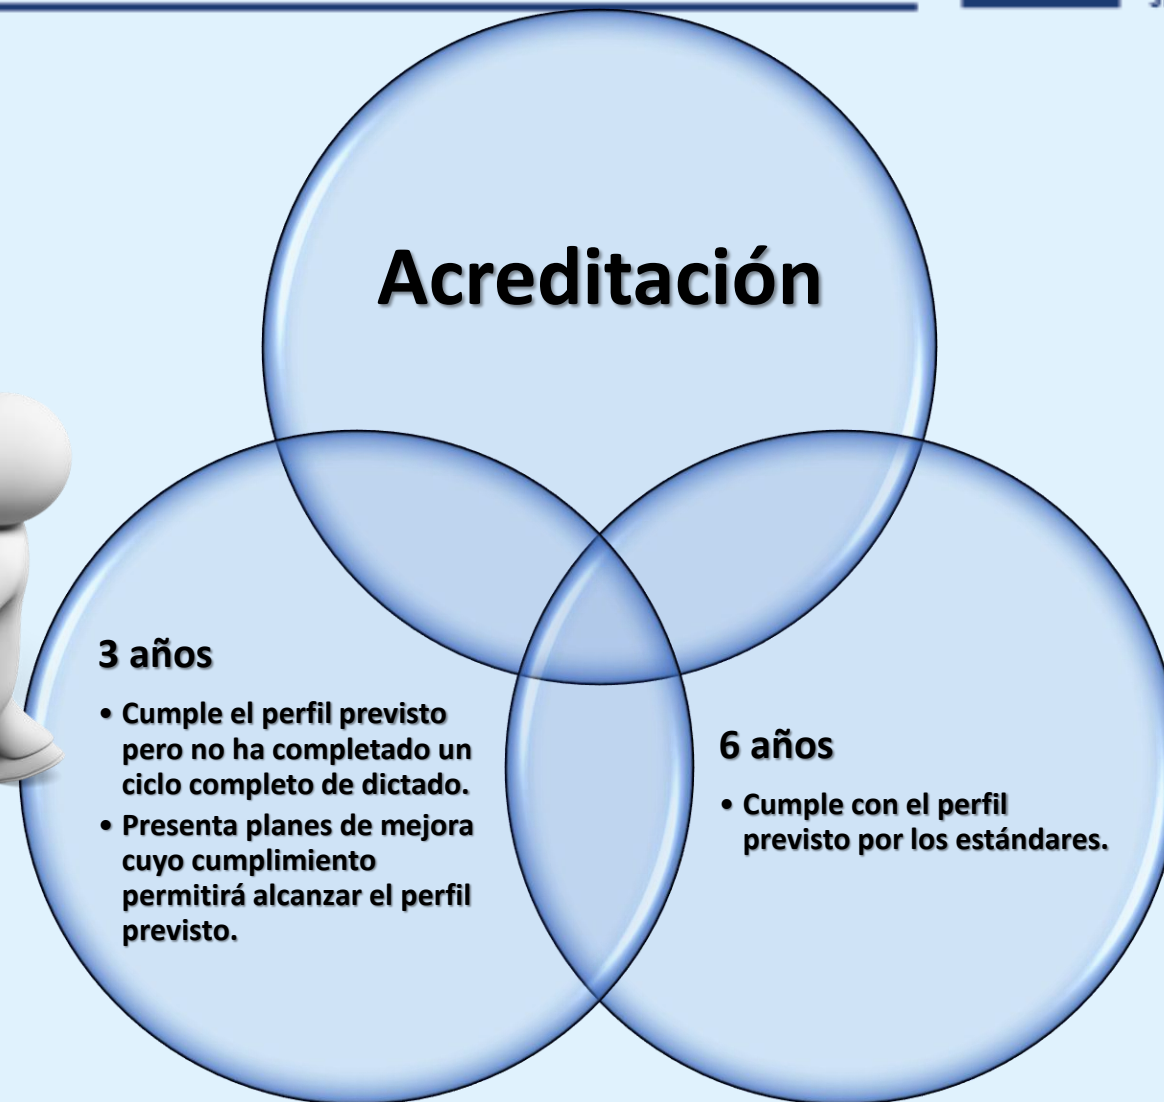 Acreditación
3 años
• Cumple el perfil previsto
pero no ha completado un
ciclo completo de dictado.
• Presenta planes de mejora
cuyo cumplimiento
permitirá alcanzar el perfil
previsto.
6 años
• Cumple con el perfil
previsto por los estándares.